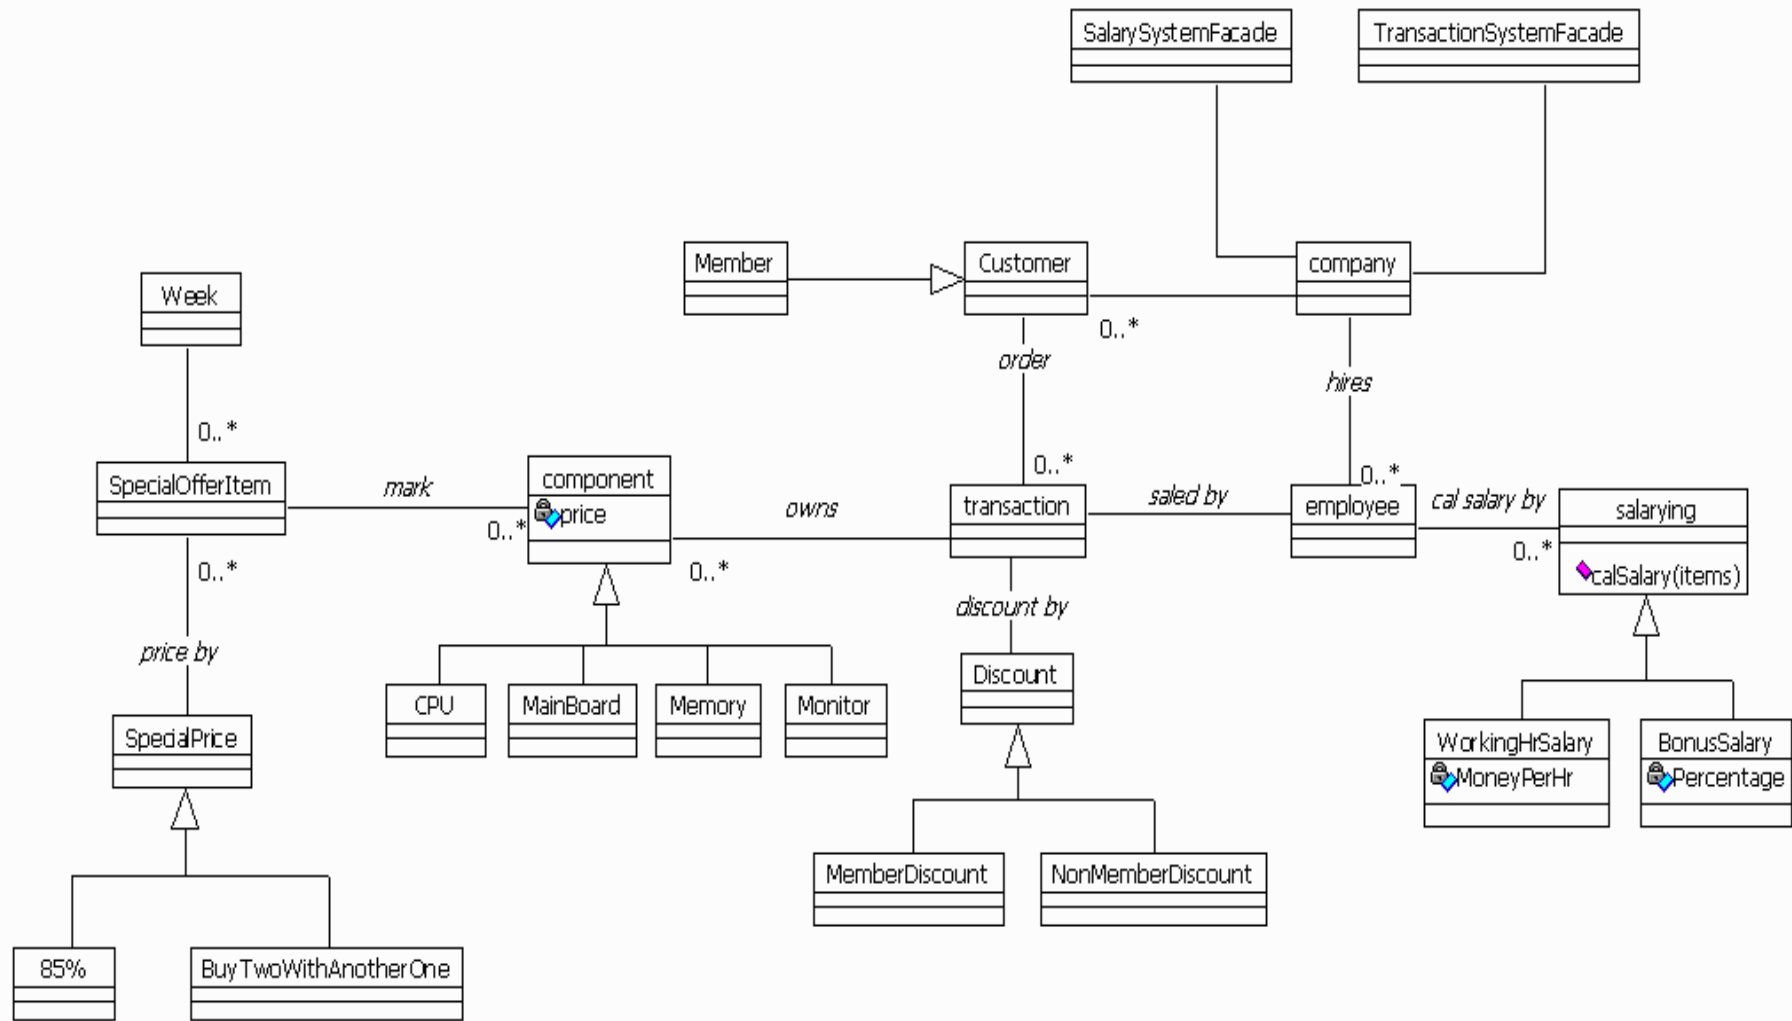 SalarySystemFacade
TransactionSystemFacade
Member
Customer
company
Week
0..*
order
hires
0..*
SpecialOfferItem
mark
component
price
0..*
owns
0..*
0..*
transaction
saled by
0..*
employee
cal salary by
0..*
salarying
calSalary(items)
0..*
price by
discount by
SpecialPrice
CPU
MainBoard
Memory
Monitor
Discount
WorkingHrSalary
MoneyPerHr
BonusSalary
Percentage
MemberDiscount
NonMemberDiscount
85%
BuyTwoWithAnotherOne